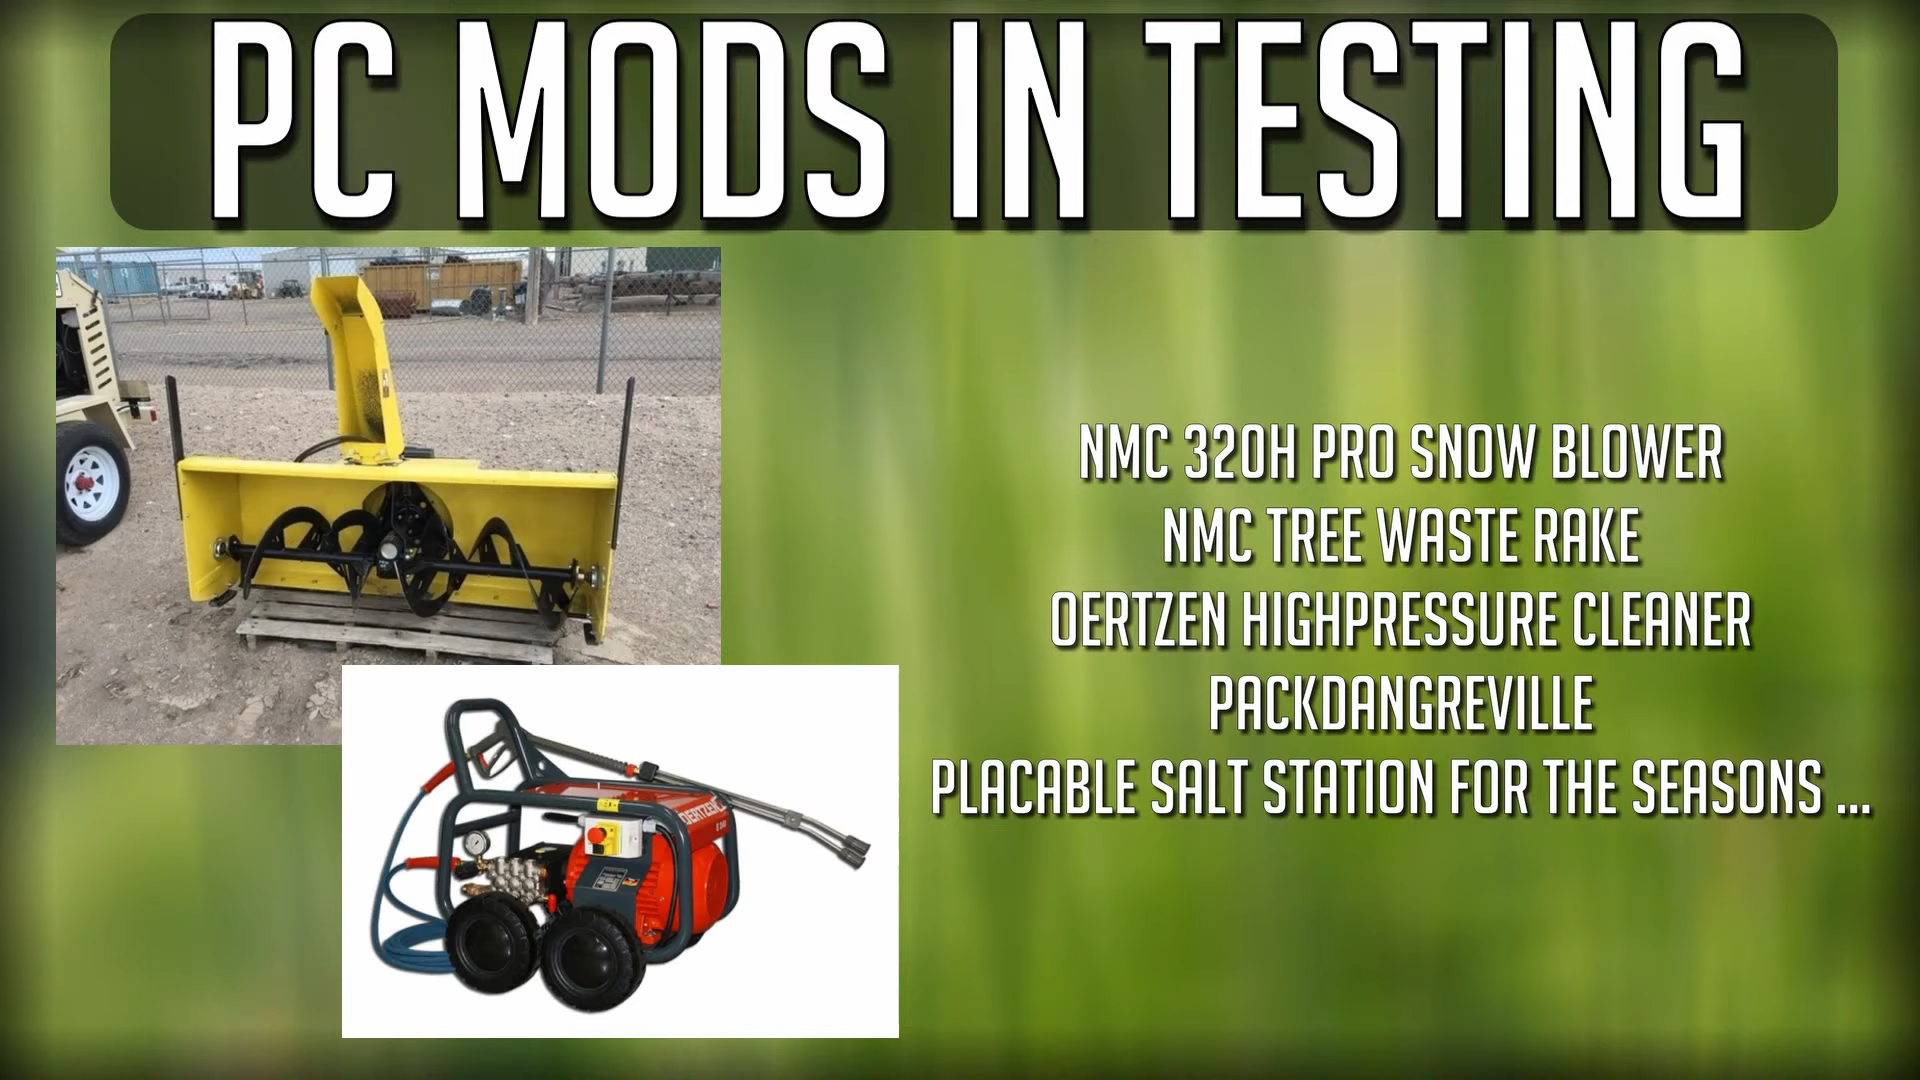 PC MODS IN TESTING
NMC 320H PRO SNOW BLOWER
NMC TREE WASTE RAKE
OERTZEN HIGHPRESSURE CLEANER
PACKDANGREVILLE
PLACABLE SALT STATION FOR THE SEASONS ...
OERTZEN